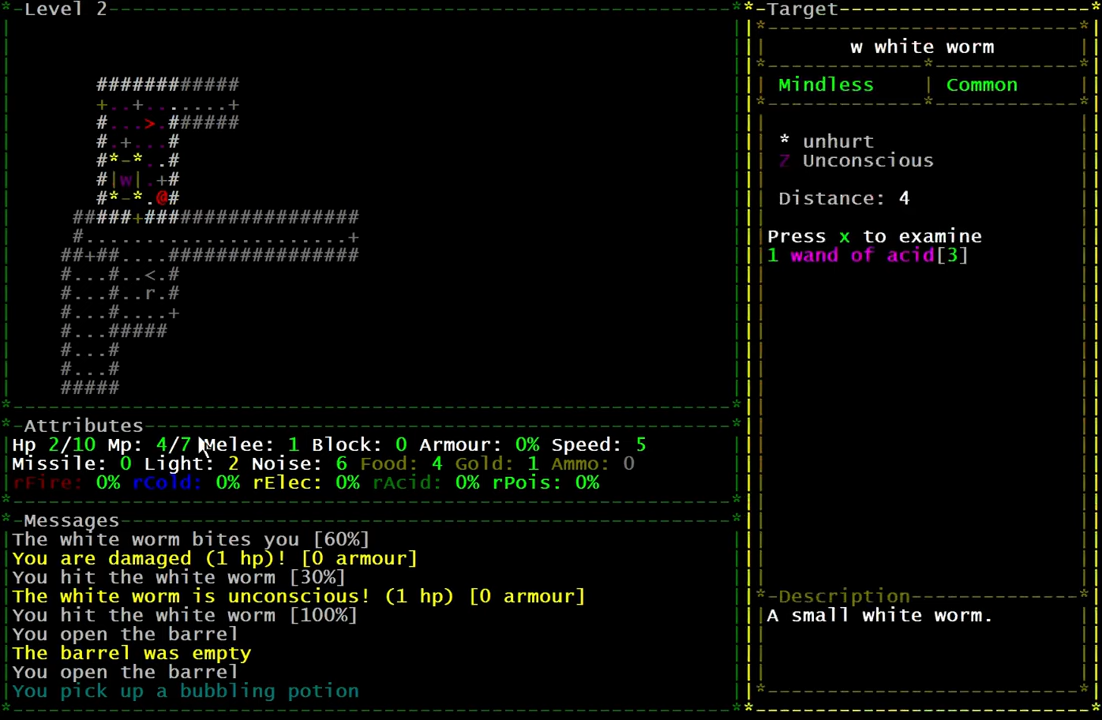 Level 2
Target
w white worm
Mindless | Common
* unhurt
Z Unconscious
Distance: 4
Press x to examine
1 wand of acid[3]
############
+..+.......+
#...>.######
#.+...#
#*-*..#
#|w|.+#
#*-*.@#
#####+#################
#.....................+
##+##....##############
#...#..<.#
#...#..r.#
#...#....+
#...#####
#...#
#...#
#####
Attributes
Hp 2/10 Mp: 4/7 Melee: 1 Block: 0 Armour: 0% Speed: 5
Missile: 0 Light: 2 Noise: 6 Food: 4 Gold: 1 Ammo: 0
rFire: 0% rCold: 0% rElec: 0% rAcid: 0% rPois: 0%
Messages
The white worm bites you [60%]
You are damaged (1 hp)! [0 armour]
You hit the white worm [30%]
The white worm is unconscious! (1 hp) [0 armour]
You hit the white worm [100%]
You open the barrel
The barrel was empty
You open the barrel
You pick up a bubbling potion
Description
A small white worm.